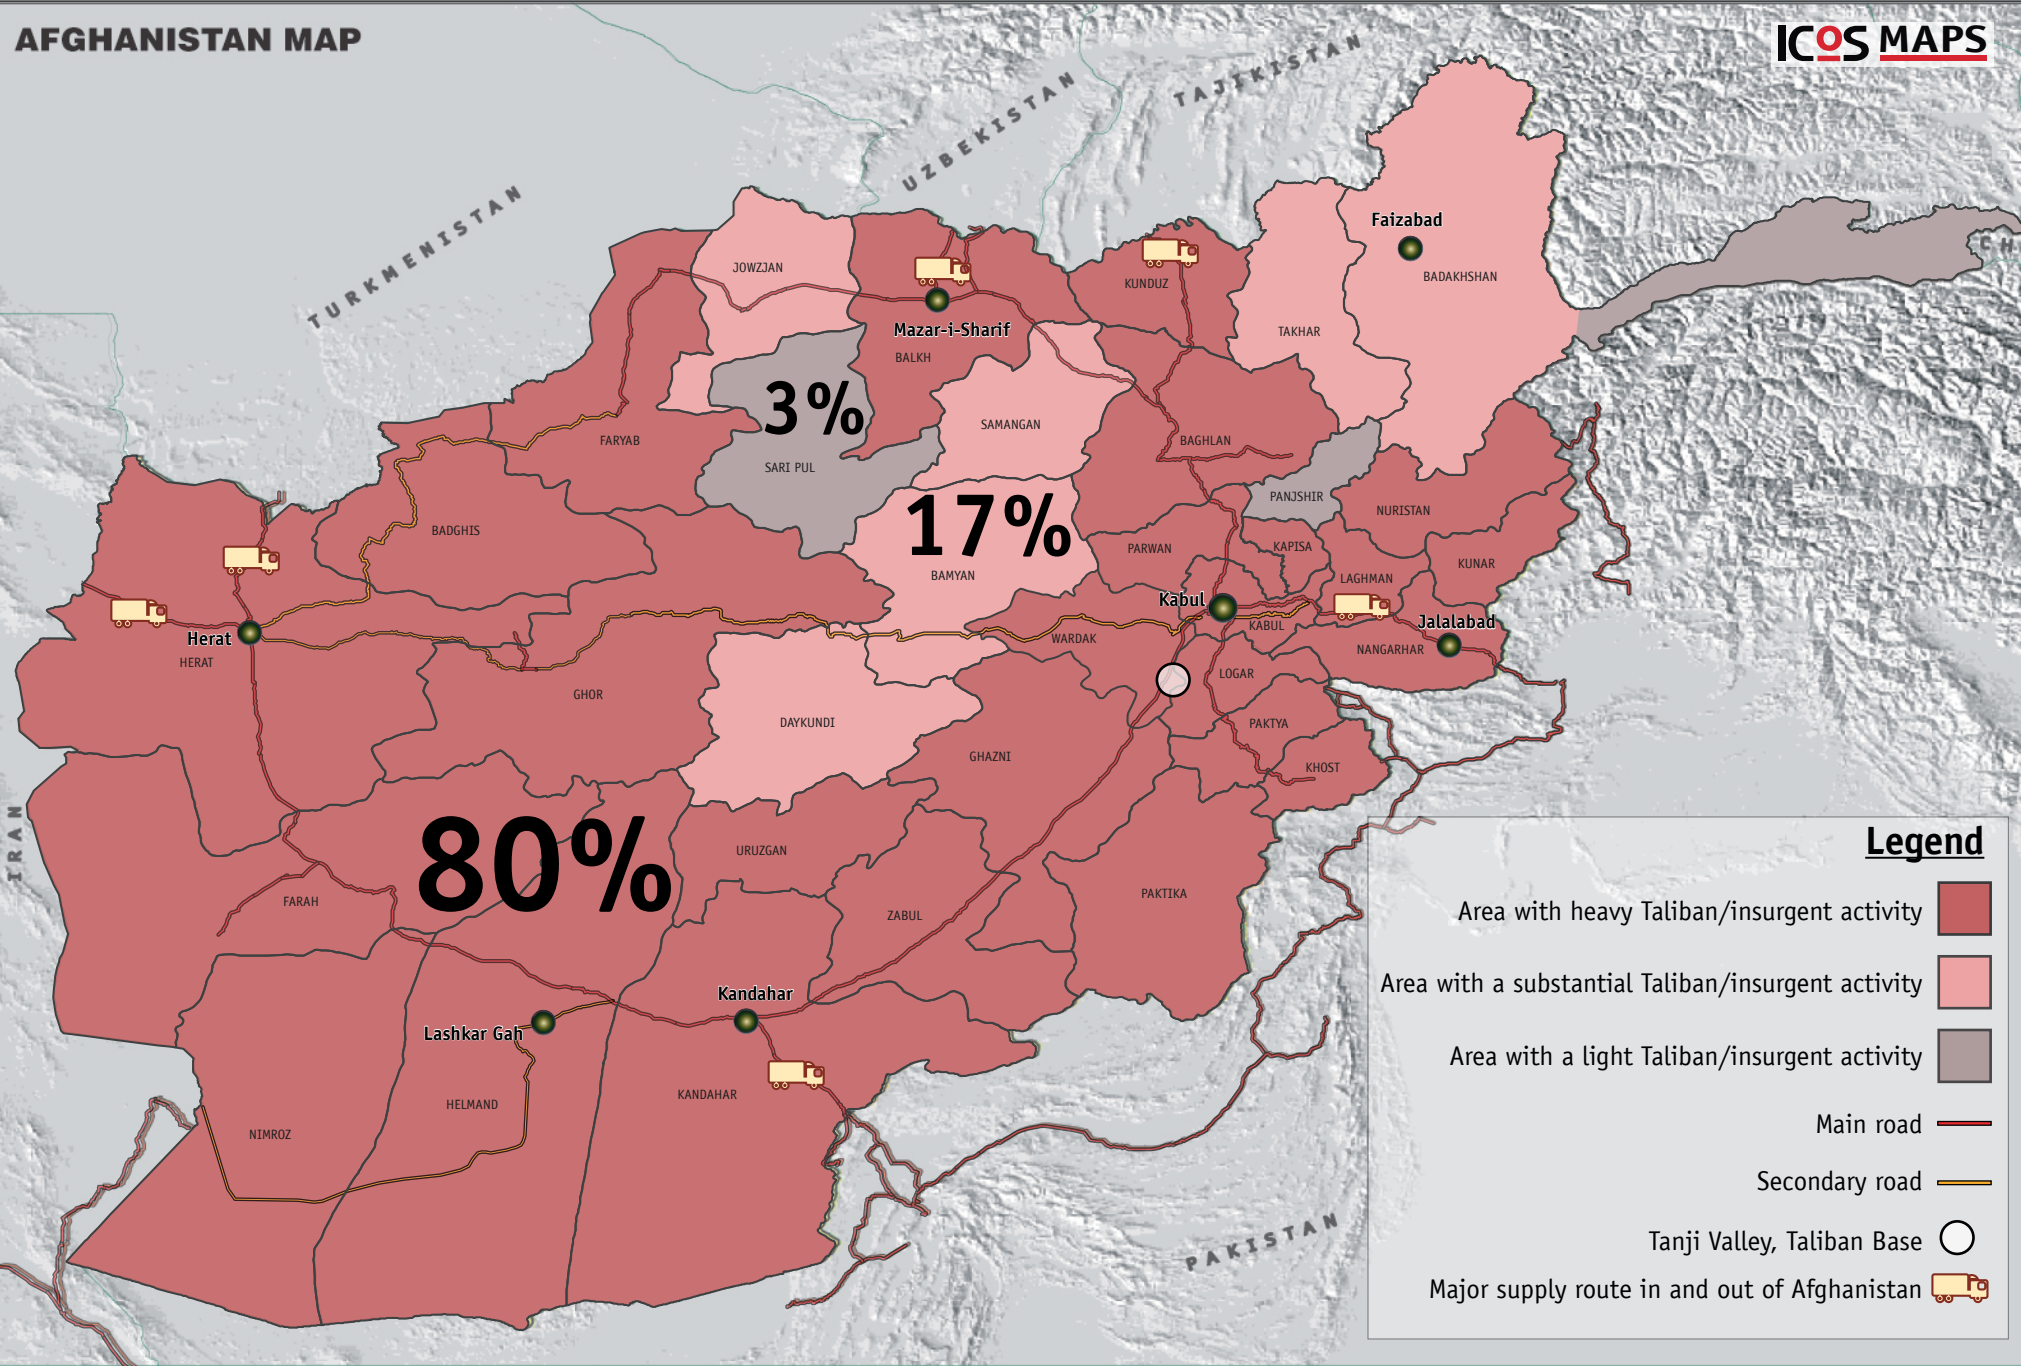 AFGHANISTAN MAP
ICOS MAPS
TAJIKISTAN
UZBEKISTAN
TURKMENISTAN
Faizabad
BADAKHSHAN
CH
JOWZJAN
KUNDUZ
TAKHAR
Mazar-i-Sharif
BALKH
3%
SAMANGAN
FARYAB
BAGHLAN
SARI PUL
PANJSHIR
NURISTAN
17%
BADGHIS
PARWAN
KAPISA
KUNAR
BAMYAN
LAGHMAN
Kabul
KABUL
Jalalabad
Herat
HERAT
WARDAK
NANGARHAR
LOGAR
GHOR
DAYKUNDI
PAKTYA
GHAZNI
KHOST
IRAN
80%
URUZGAN
FARAH
ZABUL
PAKTIKA
Kandahar
Lashkar Gah
KANDAHAR
HELMAND
NIMROZ
PAKISTAN
Legend
Area with heavy Taliban/insurgent activity
Area with a substantial Taliban/insurgent activity
Area with a light Taliban/insurgent activity
Main road
Secondary road
Tanji Valley, Taliban Base
Major supply route in and out of Afghanistan